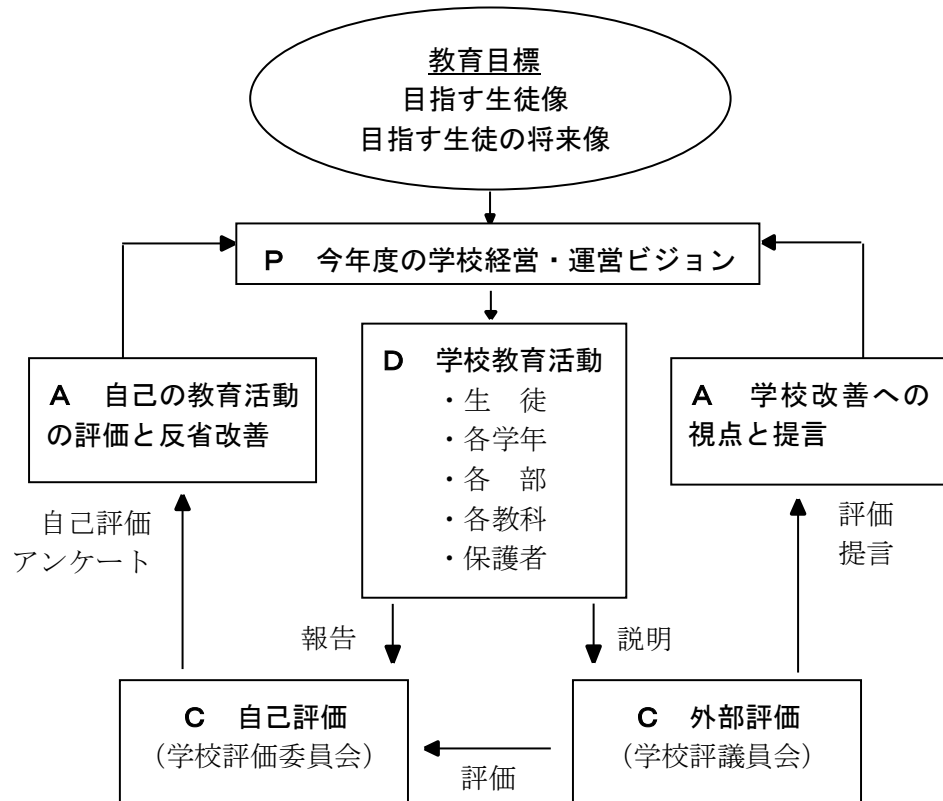 教育目標
目指す生徒像
目指す生徒の将来像
Ｐ　今年度の学校経営・運営ビジョン
Ａ　自己の教育活動
の評価と反省改善
Ｄ　学校教育活動
・生　徒
・各学年
・各　部
・各教科
・保護者
Ａ　学校改善への
視点と提言
自己評価
アンケート
評価
提言
報告
説明
Ｃ　自己評価
（学校評価委員会）
評価
Ｃ　外部評価
（学校評議員会）